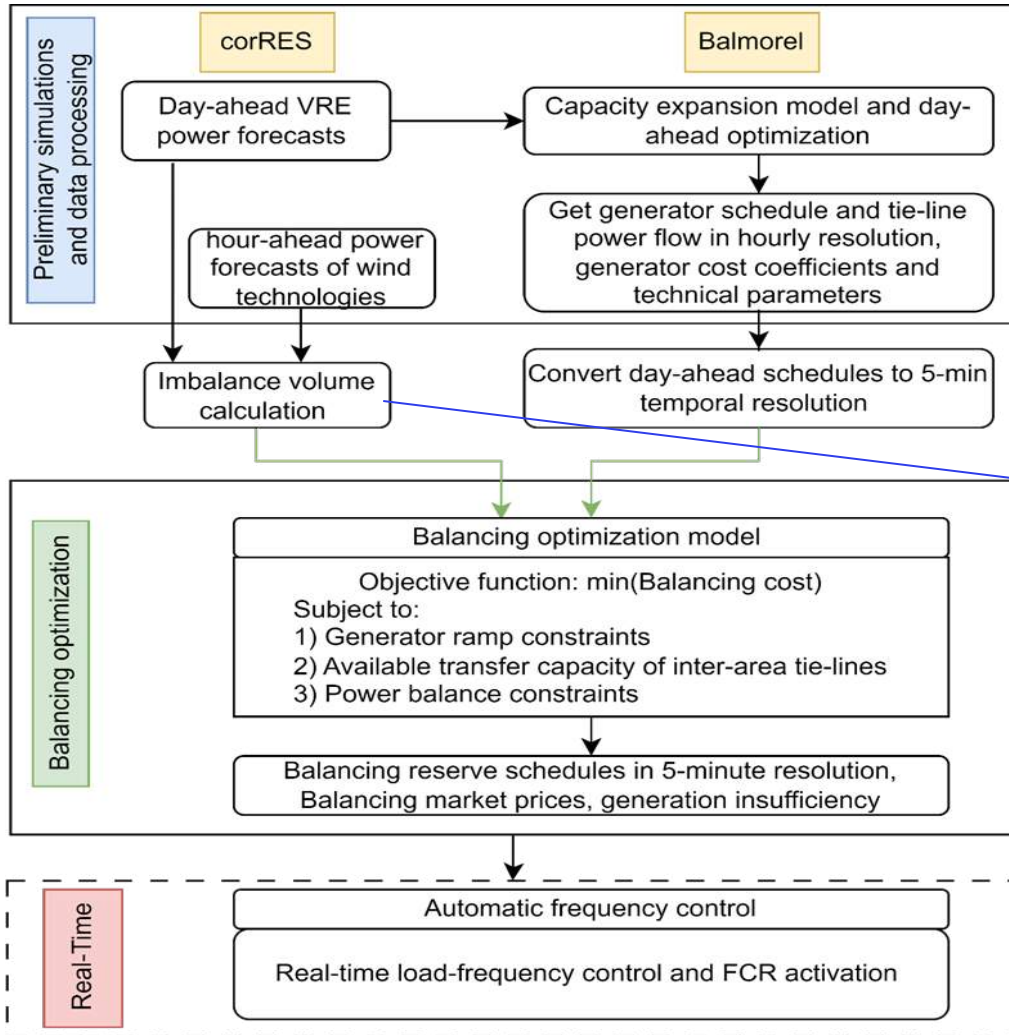 Preliminary simulations
and data processing
corRES
Balmorel
Day-ahead VRE
power forecasts
Capacity expansion model and day-
ahead optimization
hour-ahead power
forecasts of wind
technologies
Get generator schedule and tie-line
power flow in hourly resolution,
generator cost coefficients and
technical parameters
Imbalance volume
calculation
Convert day-ahead schedules to 5-min
temporal resolution
Balancing optimization
Balancing optimization model
Objective function: min(Balancing cost)
Subject to:
1) Generator ramp constraints
2) Available transfer capacity of inter-area tie-lines
3) Power balance constraints
Balancing reserve schedules in 5-minute resolution,
Balancing market prices, generation insufficiency
Real-Time
Automatic frequency control
Real-time load-frequency control and FCR activation